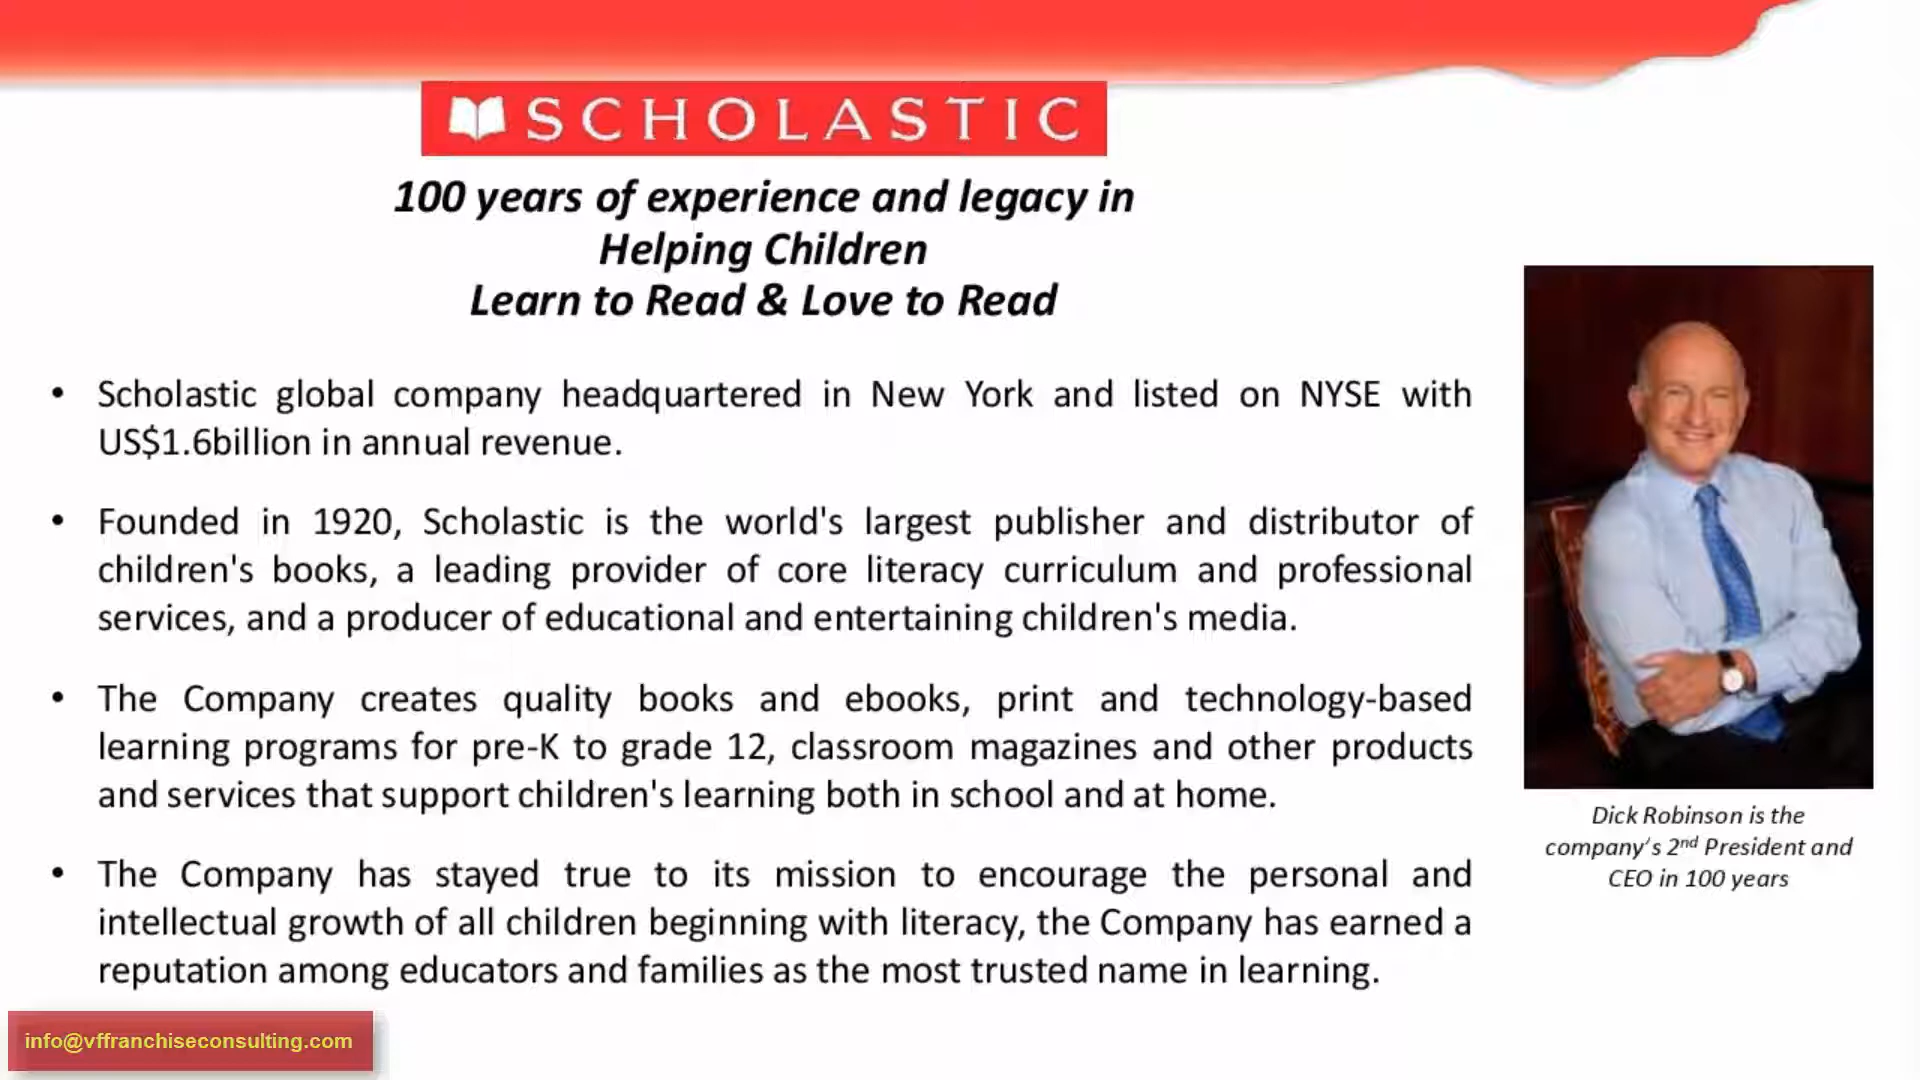 SCHOLASTIC
100 years of experience and legacy in
Helping Children
Learn to Read & Love to Read
• Scholastic global company headquartered in New York and listed on NYSE with
US$1.6billion in annual revenue.
• Founded in 1920, Scholastic is the world's largest publisher and distributor of
children's books, a leading provider of core literacy curriculum and professional
services, and a producer of educational and entertaining children's media.
• The Company creates quality books and ebooks, print and technology-based
learning programs for pre-K to grade 12, classroom magazines and other products
and services that support children's learning both in school and at home.
• The Company has stayed true to its mission to encourage the personal and
intellectual growth of all children beginning with literacy, the Company has earned a
reputation among educators and families as the most trusted name in learning.
Dick Robinson is the
company’s 2nd President and
CEO in 100 years
info@vffranchiseconsulting.com